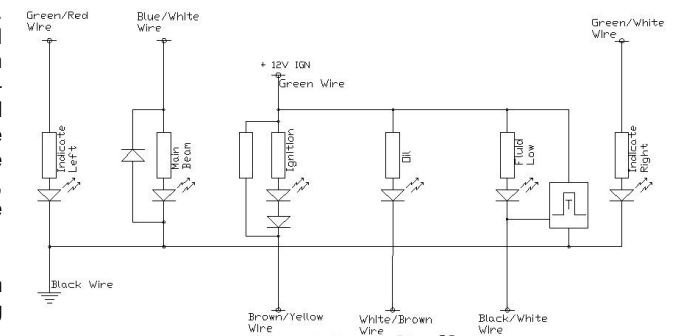 Green/Red
Wire
Blue/White
Wire
Green/White
Wire
+ 12V IGN
Green Wire
Indicate
Left
Main
Beam
Ignition
Oil
Fluid
Low
T
Indicate
Right
Black Wire
Brown/Yellow
Wire
White/Brown
Wire
Black/White
Wire